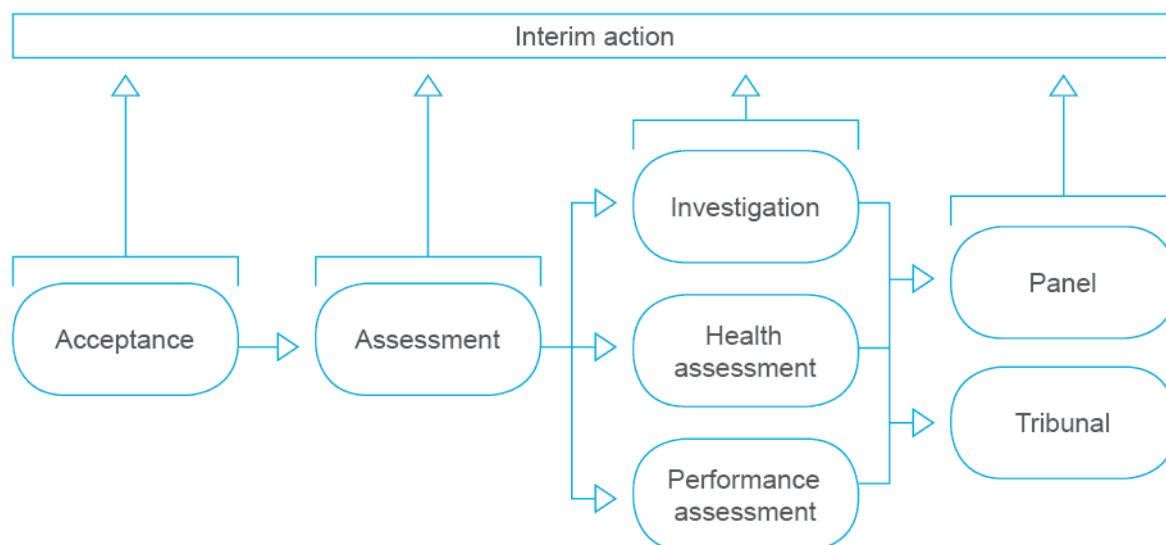 Interim action
Acceptance
Assessment
Investigation
Health
assessment
Performance
assessment
Panel
Tribunal